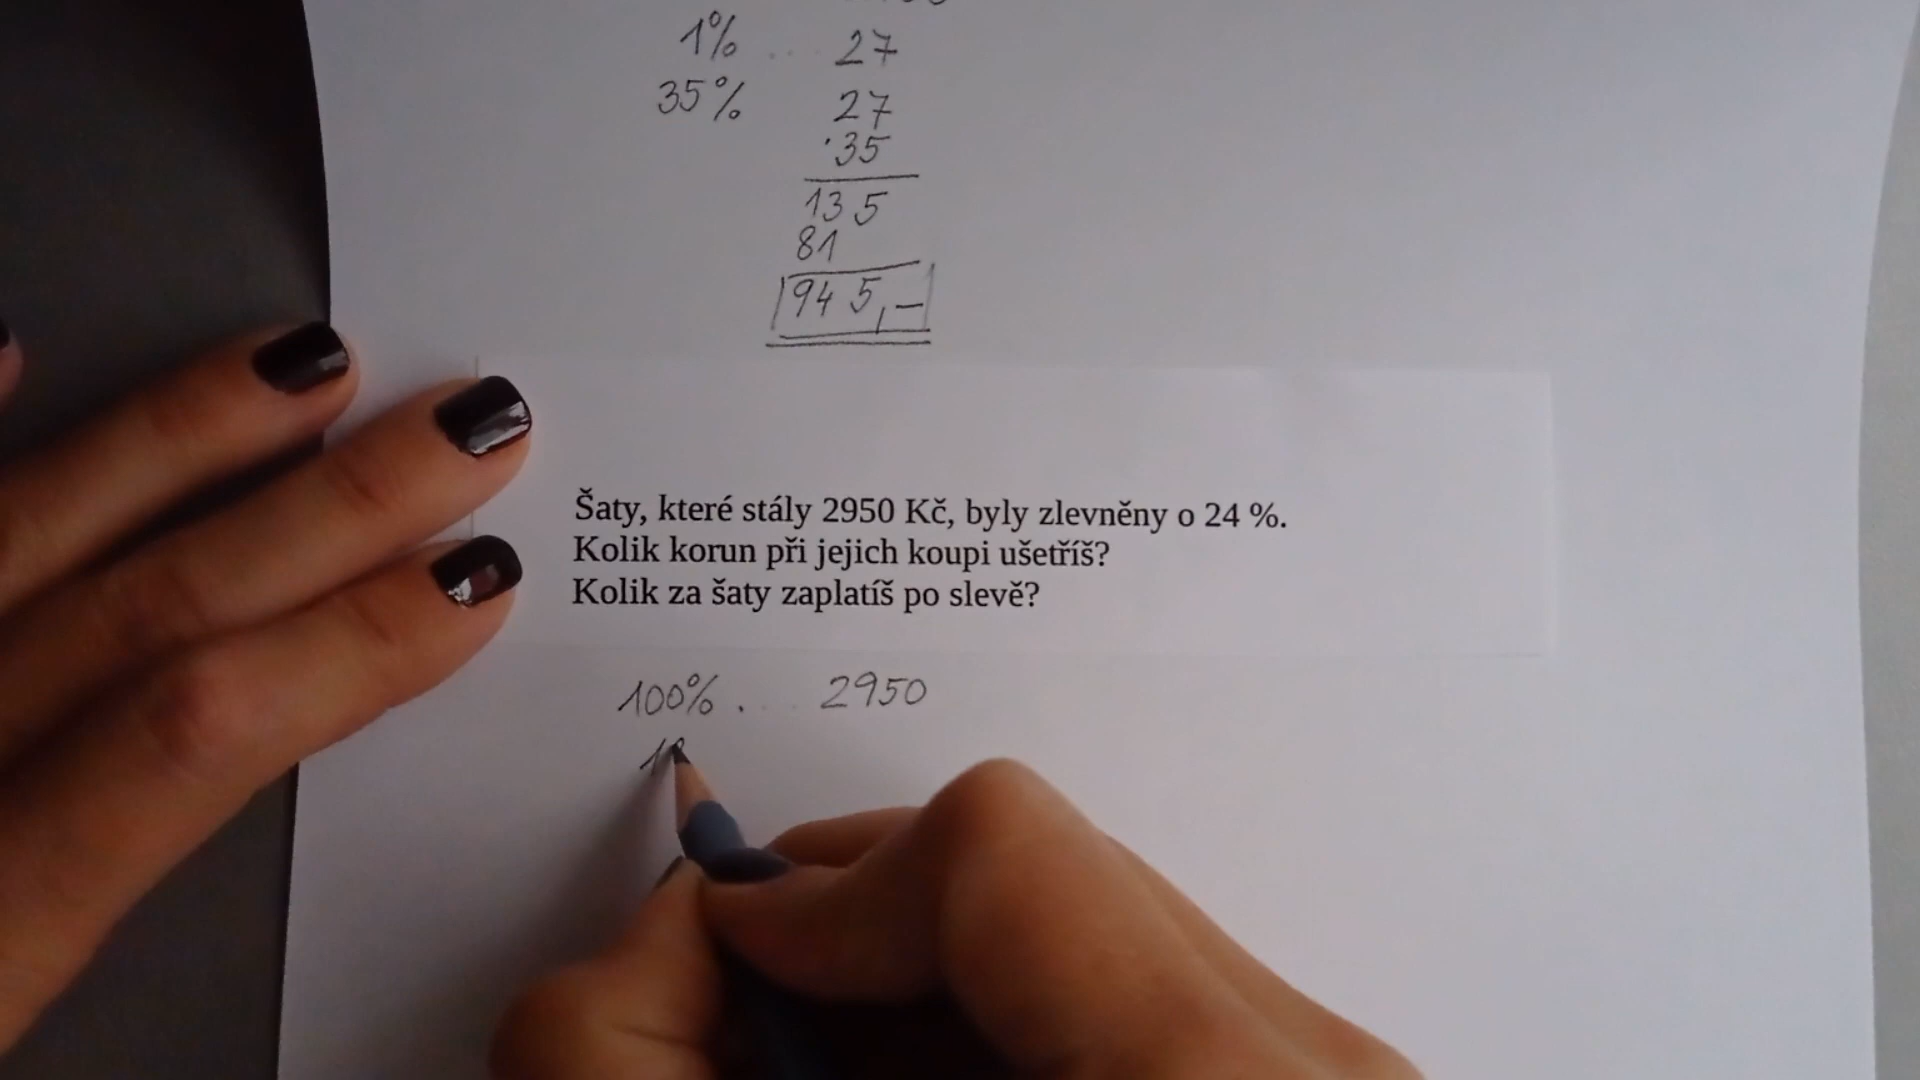 1% .. 27
35% 27
·35
135
81
945,-
Šaty, které stály 2950 Kč, byly zlevněny o 24 %.
Kolik korun při jejich koupi ušetříš?
Kolik za šaty zaplatíš po slevě?
100% ... 2950
1